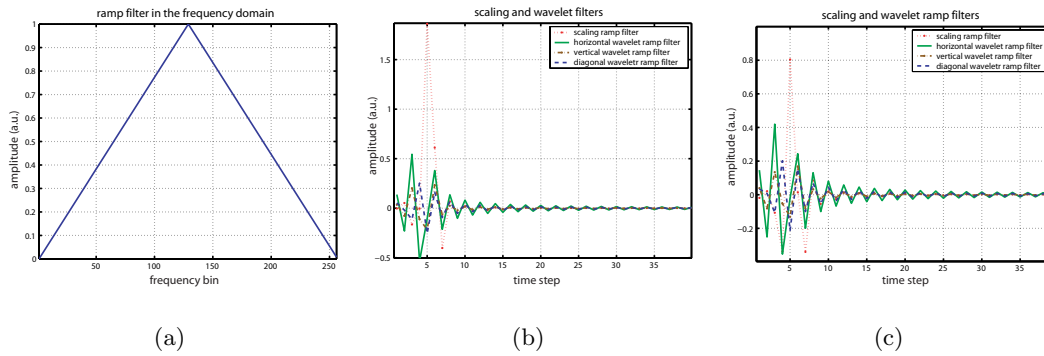 ramp filter in the frequency domain
1
0.9
0.8
0.7
0.6
0.5
0.4
0.3
0.2
0.1
0
50 100 150 200 250
amplitude (a.u.)
frequency bin
(a)
scaling and wavelet filters
scaling ramp filter
horizontal wavelet ramp filter
vertical wavelet ramp filter
diagonal waveletr ramp filter
1.5
1
0.5
0
-0.5
5 10 15 20 25 30 35
amplitude (a.u.)
time step
(b)
scaling and wavelet ramp filters
scaling ramp filter
horizontal wavelet ramp filter
vertical wavelet ramp filter
diagonal waveletr ramp filter
0.8
0.6
0.4
0.2
0
-0.2
5 10 15 20 25 30 35
amplitude (a.u.)
time step
(c)